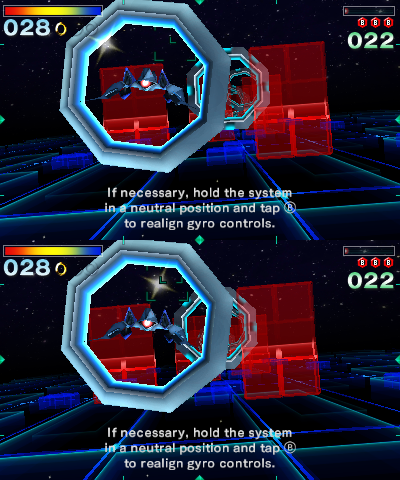 028
022
B B B
If necessary, hold the system
in a neutral position and tap Ⓑ
to realign gyro controls.
028
022
B B B
If necessary, hold the system
in a neutral position and tap Ⓑ
to realign gyro controls.